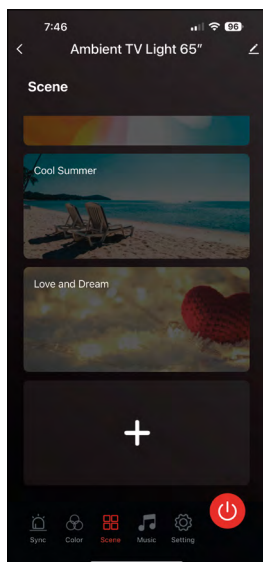 7:46
96
Ambient TV Light 65”
Scene
Cool Summer
Love and Dream
Sync Color Scene Music Setting